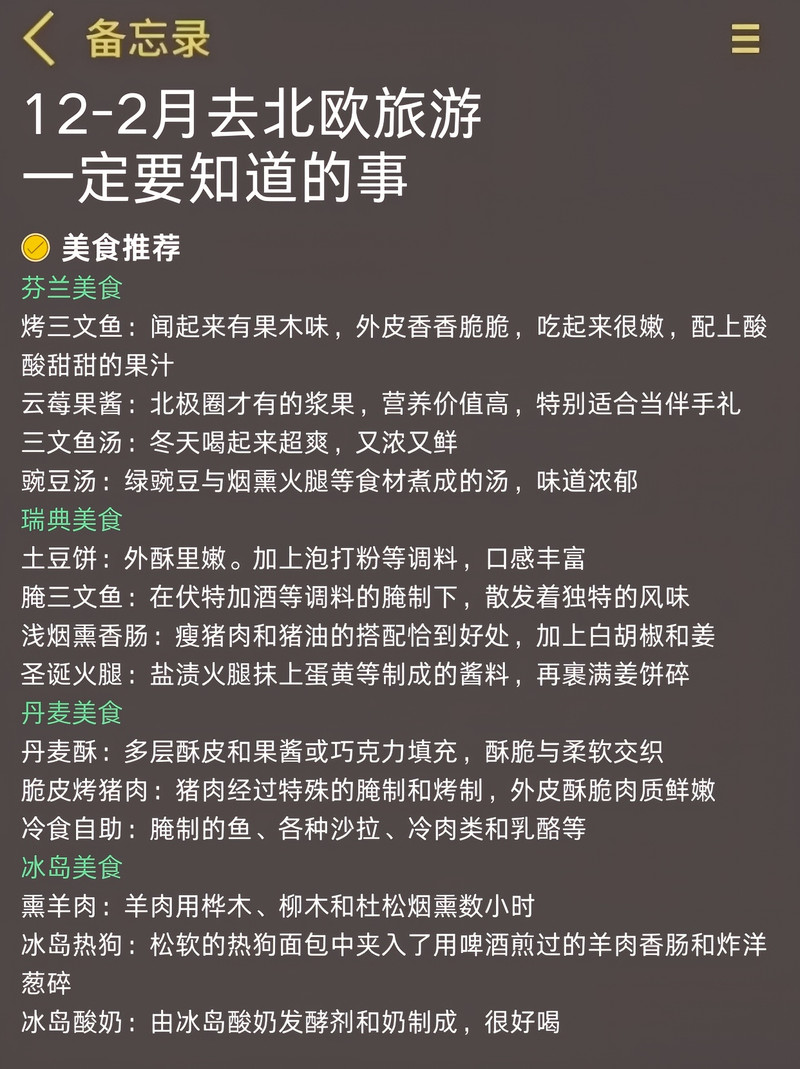 备忘录
12-2月去北欧旅游
一定要知道的事
美食推荐
芬兰美食
烤三文鱼：闻起来有果木味，外皮香香脆脆，吃起来很嫩，配上酸
酸甜甜的果汁
云莓果酱：北极圈才有的浆果，营养价值高，特别适合当伴手礼
三文鱼汤：冬天喝起来超爽，又浓又鲜
豌豆汤：绿豌豆与烟熏火腿等食材煮成的汤，味道浓郁
瑞典美食
土豆饼：外酥里嫩。加上泡打粉等调料，口感丰富
腌三文鱼：在伏特加酒等调料的腌制下，散发着独特的风味
浅烟熏香肠：瘦猪肉和猪油的搭配恰到好处，加上白胡椒和姜
圣诞火腿：盐渍火腿抹上蛋黄等制成的酱料，再裹满姜饼碎
丹麦美食
丹麦酥：多层酥皮和果酱或巧克力填充，酥脆与柔软交织
脆皮烤猪肉：猪肉经过特殊的腌制和烤制，外皮酥脆肉质鲜嫩
冷食自助：腌制的鱼、各种沙拉、冷肉类和乳酪等
冰岛美食
熏羊肉：羊肉用桦木、柳木和杜松烟熏数小时
冰岛热狗：松软的热狗面包中夹入了用啤酒煎过的羊肉香肠和炸洋
葱碎
冰岛酸奶：由冰岛酸奶发酵剂和奶制成，很好喝